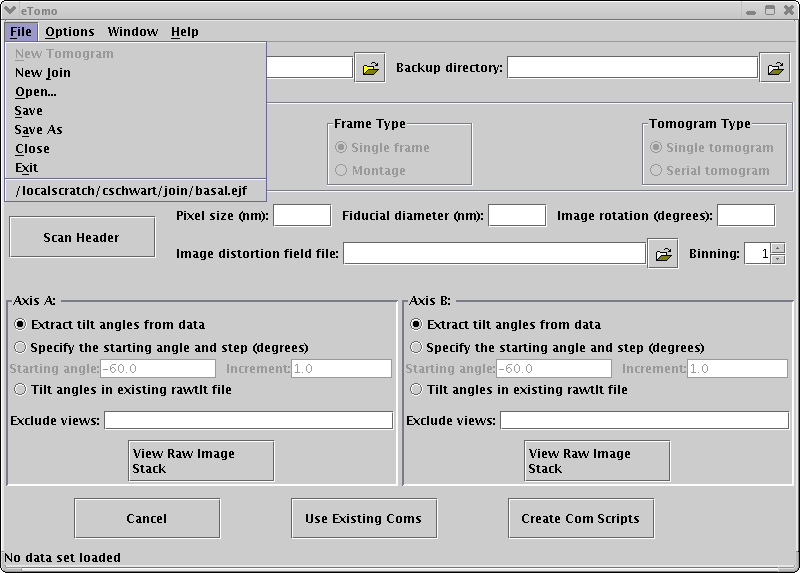 eTomo
File Options Window Help
New Tomogram
New Join
Open...
Save
Save As
Close
Exit
/localscratch/cschwart/join/basal.ejf
Backup directory:
Frame Type
Single frame
Montage
Tomogram Type
Single tomogram
Serial tomogram
Scan Header
Pixel size (nm): Fiducial diameter (nm): Image rotation (degrees):
Image distortion field file: Binning: 1
Axis A:
Extract tilt angles from data
Specify the starting angle and step (degrees)
Starting angle: -60.0 Increment: 1.0
Tilt angles in existing rawtlt file
Exclude views:
View Raw Image
Stack
Axis B:
Extract tilt angles from data
Specify the starting angle and step (degrees)
Starting angle: -60.0 Increment: 1.0
Tilt angles in existing rawtlt file
Exclude views:
View Raw Image
Stack
Cancel Use Existing Coms Create Com Scripts
No data set loaded